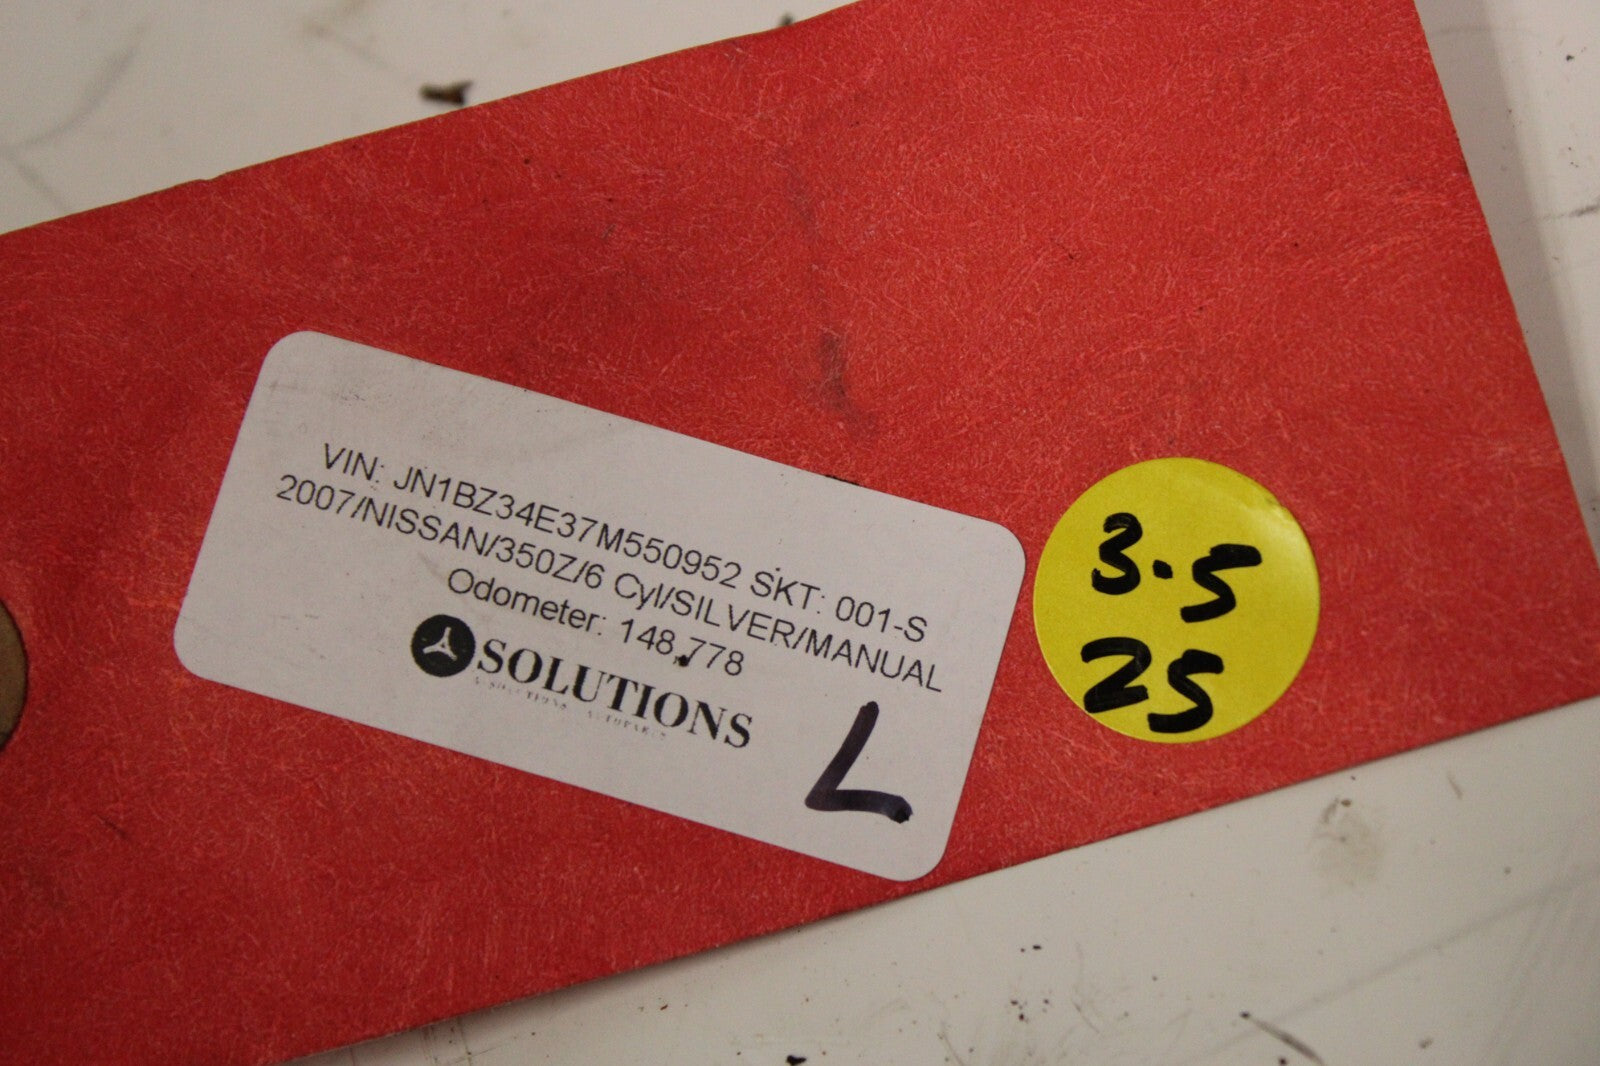 VIN: JN1BZ34E37M550952 SKT: 001-S
2007/NISSAN/350Z/6 Cyl/SILVER/MANUAL
Odometer: 148,778
SOLUTIONS
L
3.5
25